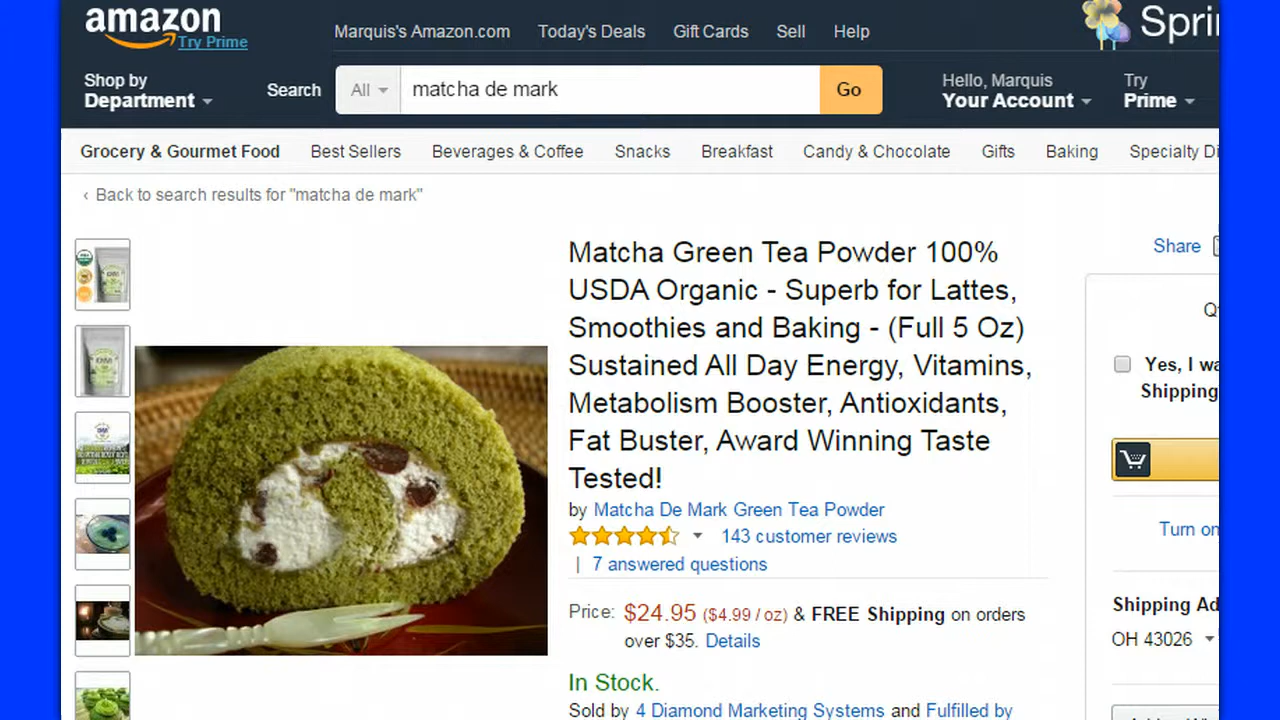 amazon
Try Prime
Marquis's Amazon.com Today's Deals Gift Cards Sell Help
Shop by
Department
Search All matcha de mark Go
Hello, Marquis
Your Account
Try
Prime
Grocery & Gourmet Food Best Sellers Beverages & Coffee Snacks Breakfast Candy & Chocolate Gifts Baking Specialty
‹ Back to search results for "matcha de mark"
Matcha Green Tea Powder 100%
USDA Organic - Superb for Lattes,
Smoothies and Baking - (Full 5 Oz)
Sustained All Day Energy, Vitamins,
Metabolism Booster, Antioxidants,
Fat Buster, Award Winning Taste
Tested!
by Matcha De Mark Green Tea Powder
143 customer reviews
| 7 answered questions
Price: $24.95 ($4.99 / oz) & FREE Shipping on orders
over $35. Details
In Stock.
Sold by 4 Diamond Marketing Systems and Fulfilled by
Share
Yes, I
Shipping
Turn on
Shipping
OH 43026